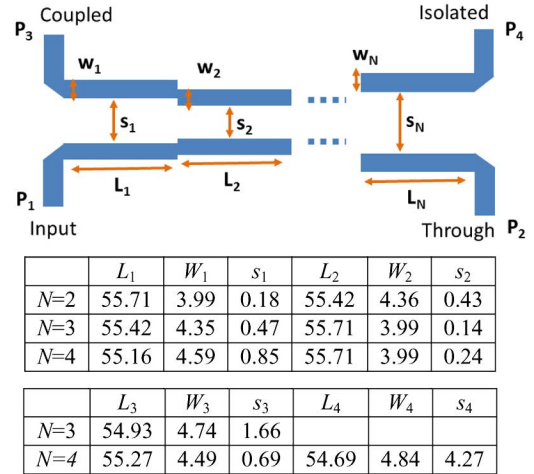 Coupled Isolated
P3 P4
w1 w2 wN
s1 s2 sN
L1 L2 LN
P1
Input Through P2
L1 W1 s1 L2 W2 s2
N=2 55.71 3.99 0.18 55.42 4.36 0.43
N=3 55.42 4.35 0.47 55.71 3.99 0.14
N=4 55.16 4.59 0.85 55.71 3.99 0.24
L3 W3 s3 L4 W4 s4
N=3 54.93 4.74 1.66
N=4 55.27 4.49 0.69 54.69 4.84 4.27